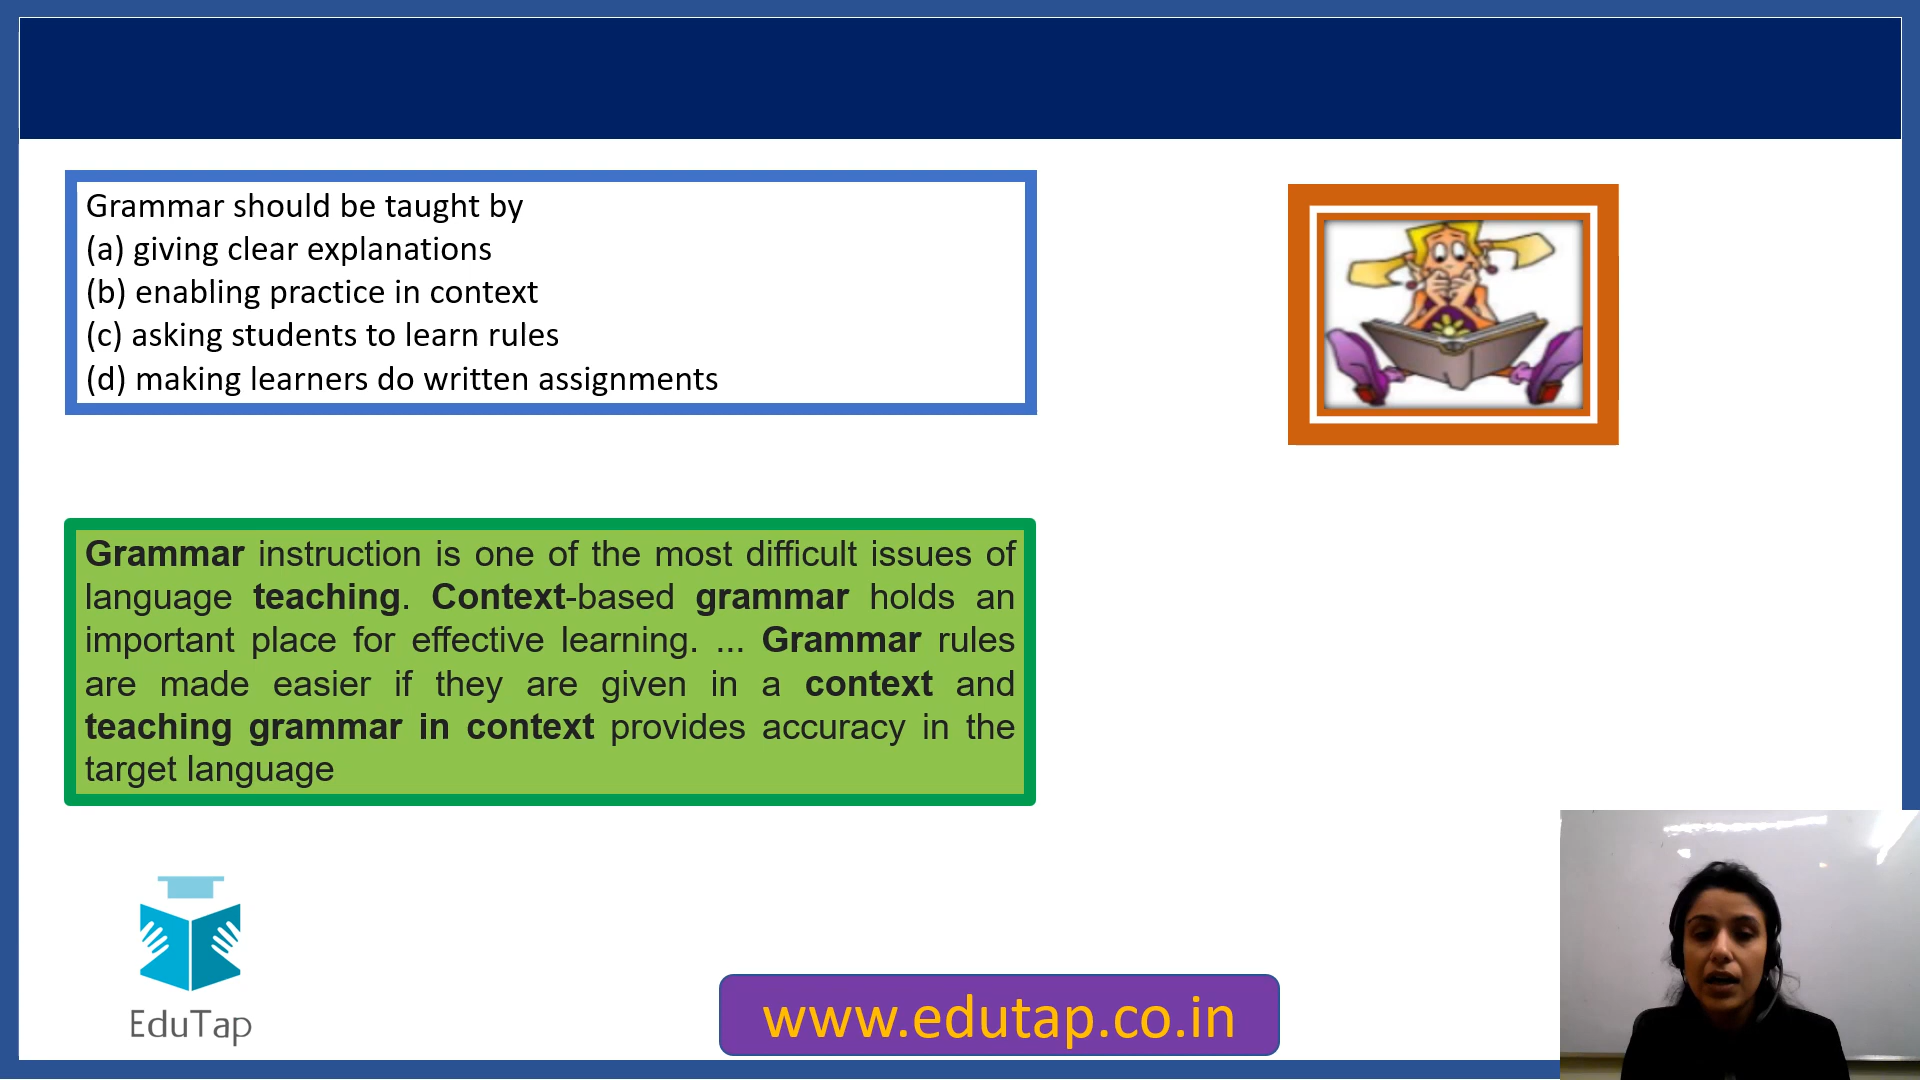 Grammar should be taught by
(a) giving clear explanations
(b) enabling practice in context
(c) asking students to learn rules
(d) making learners do written assignments
Grammar instruction is one of the most difficult issues of
language teaching. Context-based grammar holds an
important place for effective learning. ... Grammar rules
are made easier if they are given in a context and
teaching grammar in context provides accuracy in the
target language
EduTap
www.edutap.co.in